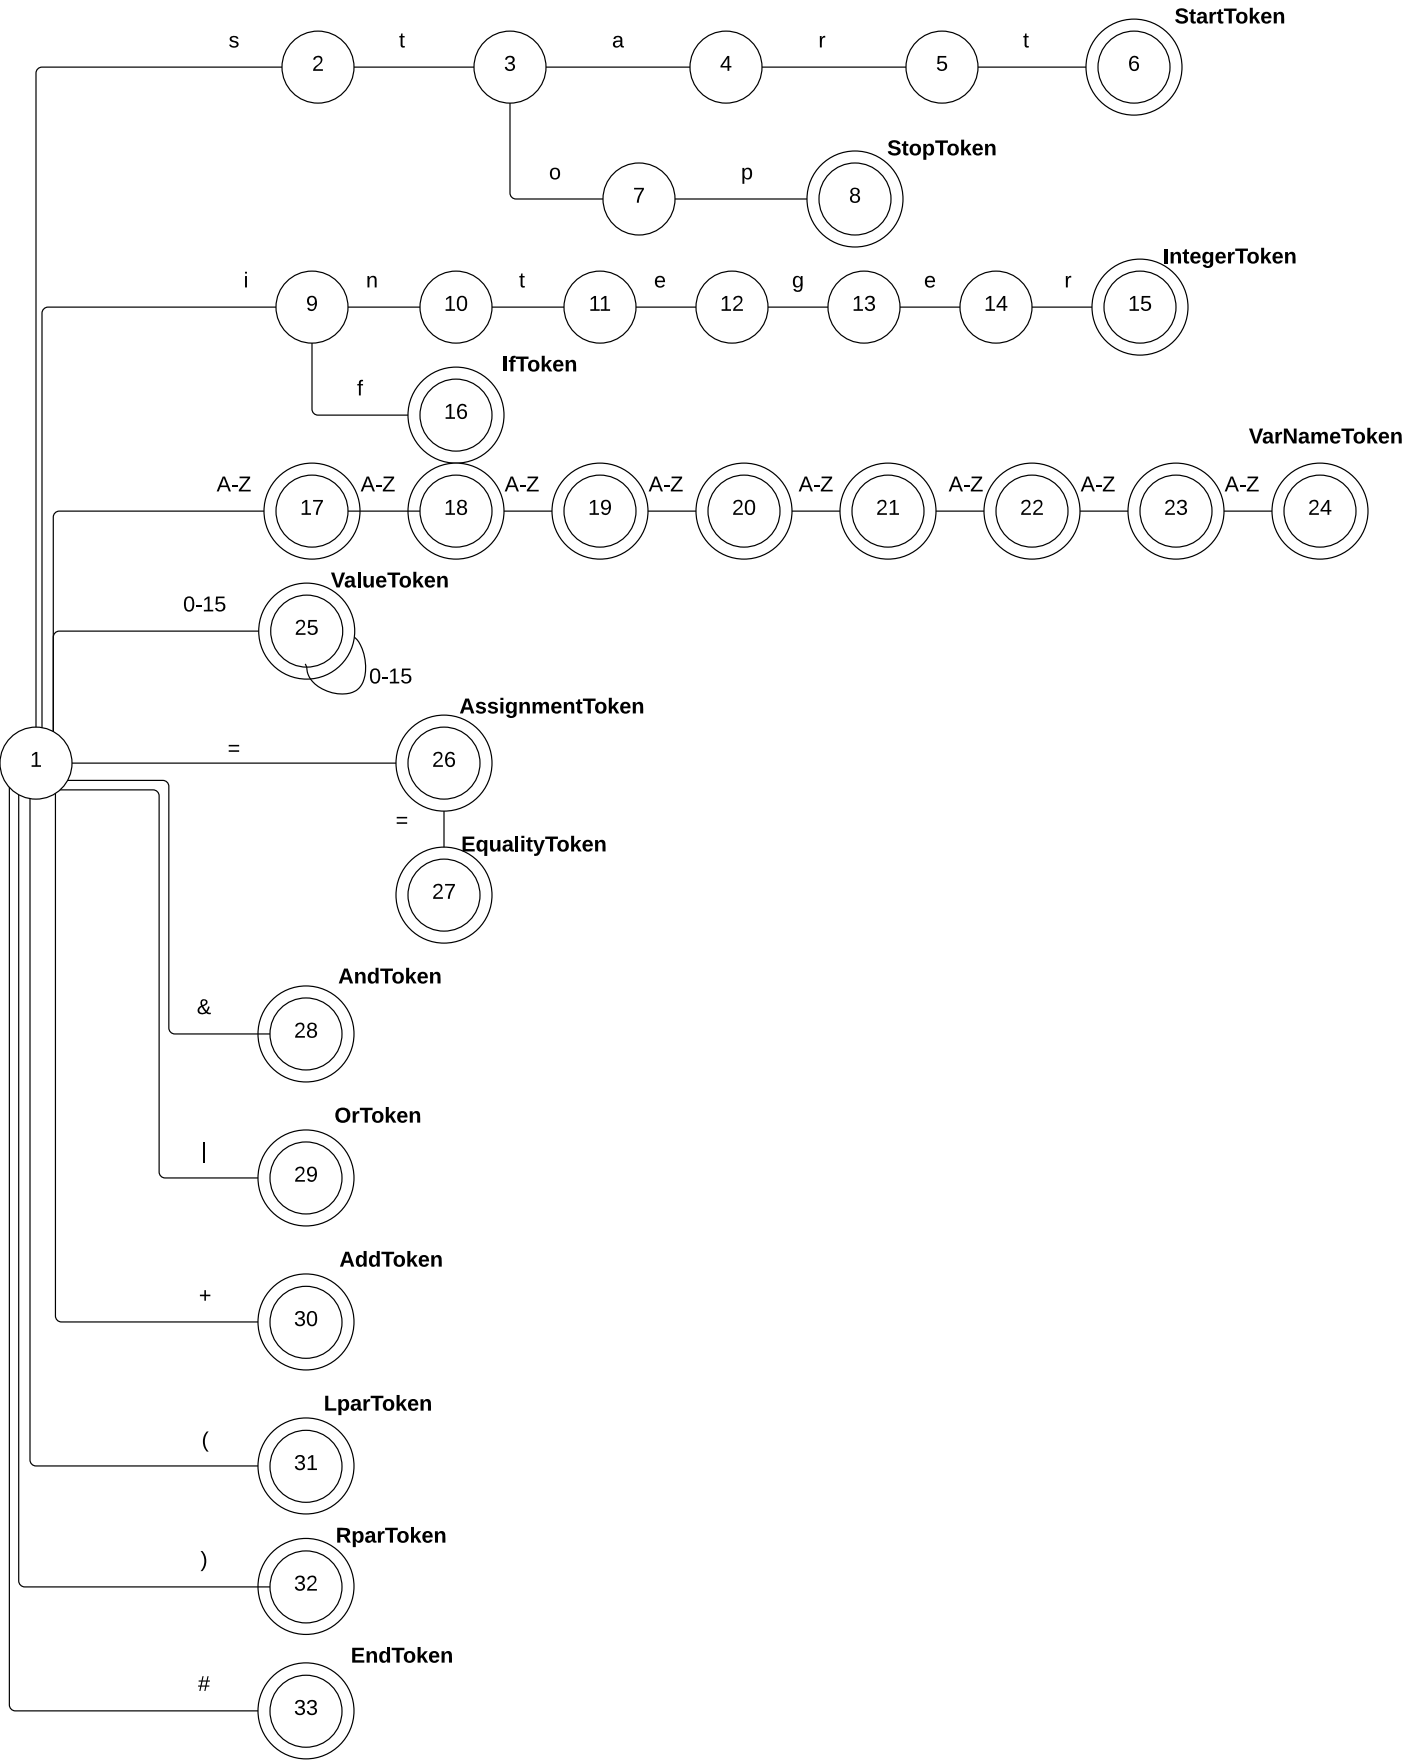 StartToken
s t a r t
2 3 4 5 6
StopToken
o p
7 8
IntegerToken
i n t e g e r
9 10 11 12 13 14 15
IfToken
f
16
VarNameToken
A-Z A-Z A-Z A-Z A-Z A-Z A-Z A-Z
17 18 19 20 21 22 23 24
ValueToken
0-15
25
0-15
AssignmentToken
=
1 26
=
EqualityToken
27
AndToken
&
28
OrToken
|
29
AddToken
+
30
LparToken
(
31
RparToken
)
32
EndToken
#
33